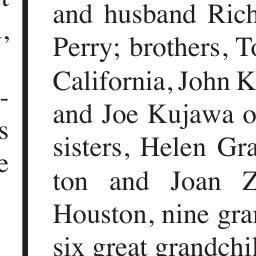 and husband Rich
Perry; brothers, To
California, John K
and Joe Kujawa o
sisters, Helen Gra
ton and Joan Z
Houston, nine gran
six great grandchil